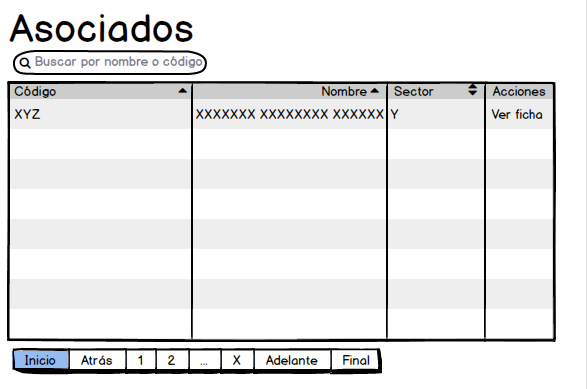 Asociados
Buscar por nombre o código
Código Nombre Sector Acciones
XYZ XXXXXXX XXXXXXXX XXXXXX Y Ver ficha
Inicio Atrás 1 2 ... X Adelante Final